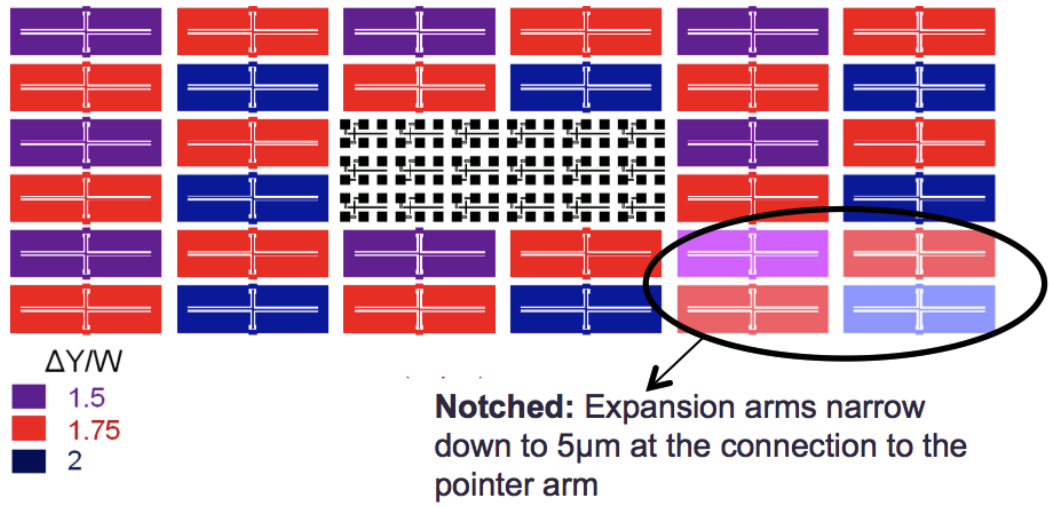 ΔY/W
1.5
1.75
2
Notched: Expansion arms narrow
down to 5µm at the connection to the
pointer arm